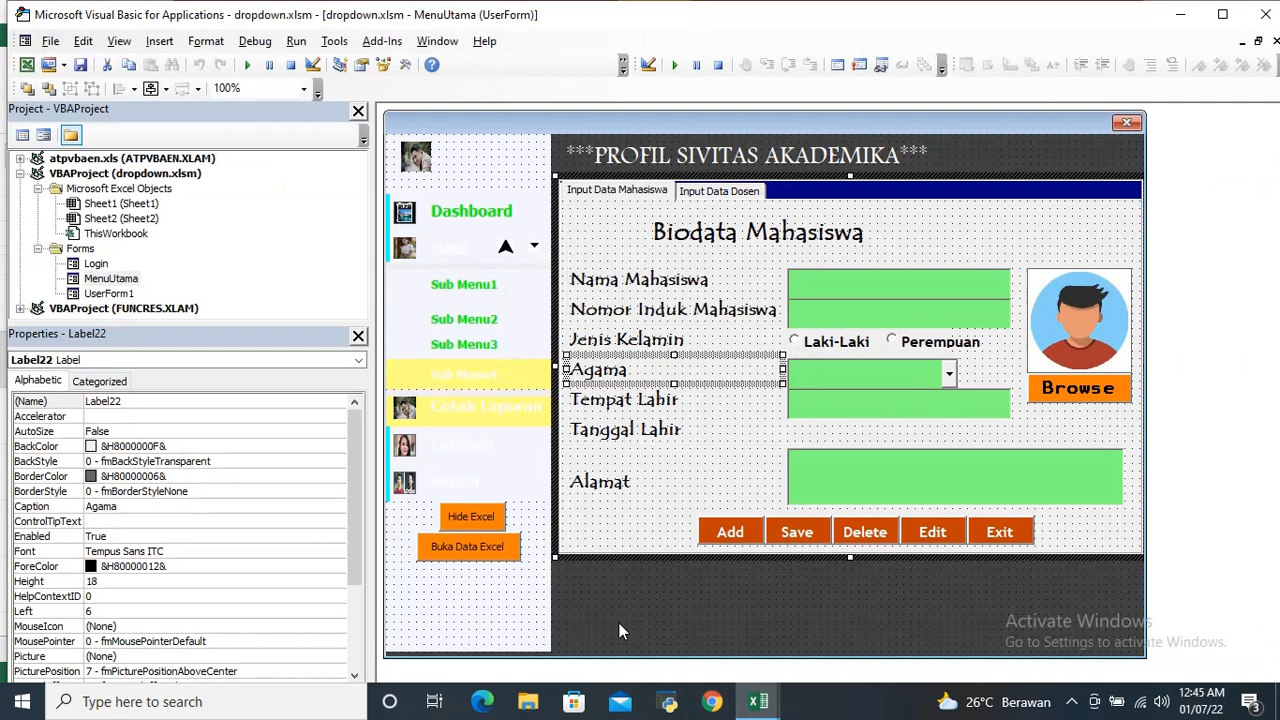 Microsoft Visual Basic for Applications - dropdown.xlsm - [dropdown.xlsm - MenuUtama (UserForm)]
File Edit View Insert Format Debug Run Tools Add-Ins Window Help
100%
Project - VBAProject
atpvbaen.xls (ATPVBAEN.XLAM)
VBAProject (dropdown.xlsm)
Microsoft Excel Objects
Sheet1 (Sheet1)
Sheet2 (Sheet2)
ThisWorkbook
Forms
Login
MenuUtama
UserForm1
VBAProject (FUNCRES.XLAM)
Properties - Label22
Label22 Label
Alphabetic Categorized
(Name) Label22
Accelerator
AutoSize False
BackColor &H8000000F&
BackStyle 0 - fmBackStyleTransparent
BorderColor &H80000006&
BorderStyle 0 - fmBorderStyleNone
Caption Agama
ControlTipText
Enabled True
Font Tempus Sans ITC
ForeColor &H80000012&
Height 18
HelpContextID 0
Left 6
MouseIcon (None)
MousePointer 0 - fmMousePointerDefault
Picture (None)
PicturePosition 7 - fmPicturePositionAboveCenter
***PROFIL SIVITAS AKADEMIKA***
Dashboard
Sub Menu1
Sub Menu2
Sub Menu3
Cetak Laporan
Hide Excel
Buka Data Excel
Input Data Mahasiswa Input Data Dosen
Biodata Mahasiswa
Nama Mahasiswa
Nomor Induk Mahasiswa
Jenis Kelamin Laki-Laki Perempuan
Agama
Tempat Lahir
Tanggal Lahir
Alamat
Browse
Add Save Delete Edit Exit
Activate Windows
Go to Settings to activate Windows.
Type here to search
26°C Berawan
12:45 AM
01/07/22
3